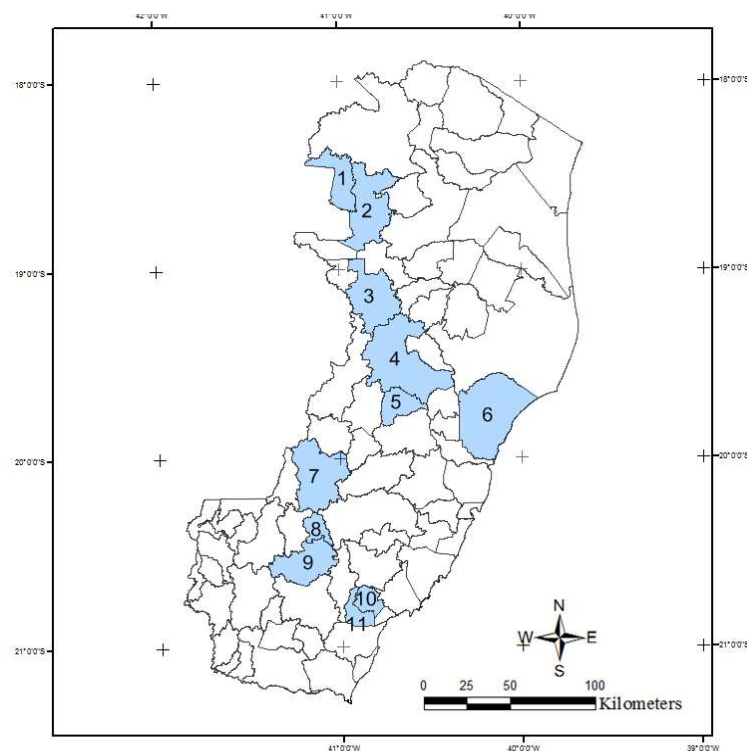 42°0'0"W 41°0'0"W 40°0'0"W
18°0'0"S 18°0'0"S
1
2
19°0'0"S 19°0'0"S
3
4
5
6
20°0'0"S 20°0'0"S
7
8
9
10
11
N
W E
S
21°0'0"S 21°0'0"S
0 25 50 100
Kilometers
41°0'0"W 40°0'0"W 39°0'0"W